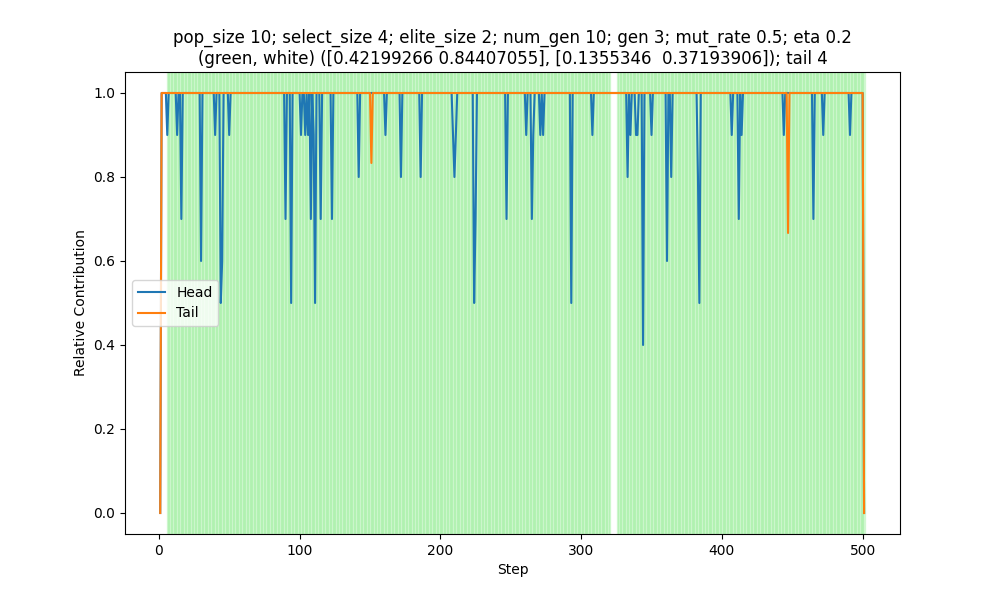 pop_size 10; select_size 4; elite_size 2; num_gen 10; gen 3; mut_rate 0.5; eta 0.2
(green, white) ([0.42199266 0.84407055], [0.1355346  0.37193906]); tail 4
1.0
0.8
0.6
0.4
0.2
0.0
Relative Contribution
Head
Tail
0
100
200
300
400
500
Step